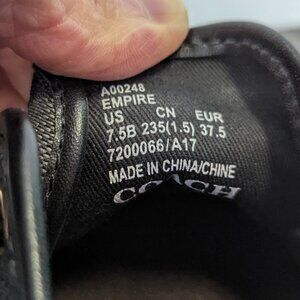 A00248
EMPIRE
US CN EUR
7.5B 235(1.5) 37.5
7200066/A17
MADE IN CHINA/CHINE
COACH